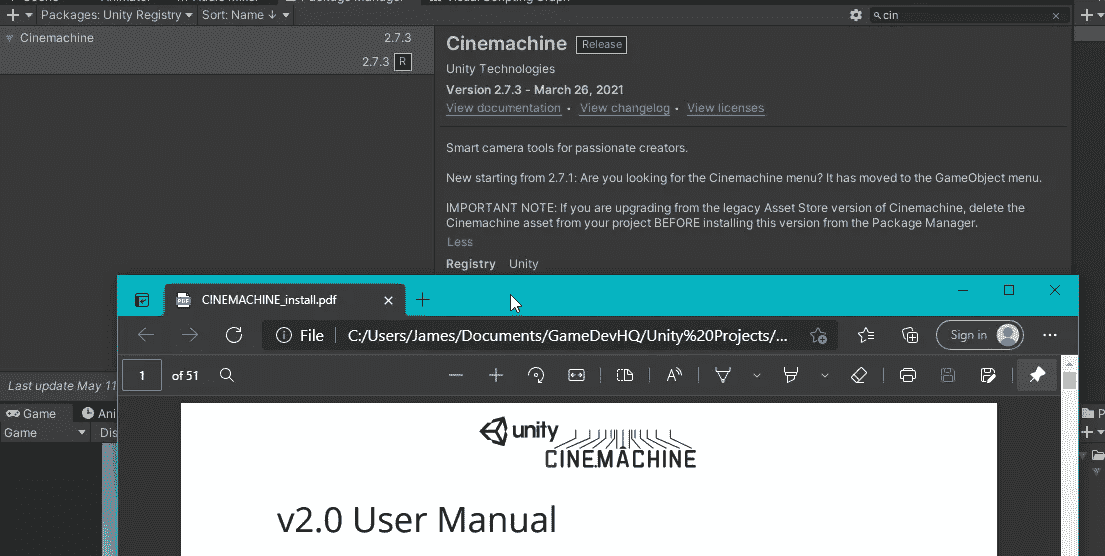 Packages: Unity Registry Sort: Name ↓ cin
Cinemachine 2.7.3
2.7.3 R
Cinemachine Release
Unity Technologies
Version 2.7.3 - March 26, 2021
View documentation • View changelog • View licenses
Smart camera tools for passionate creators.
New starting from 2.7.1: Are you looking for the Cinemachine menu? It has moved to the GameObject menu.
IMPORTANT NOTE: If you are upgrading from the legacy Asset Store version of Cinemachine, delete the
Cinemachine asset from your project BEFORE installing this version from the Package Manager.
Less
Registry Unity
Last update May 11
Game Ani
Game Dis
CINEMACHINE_install.pdf
File C:/Users/James/Documents/GameDevHQ/Unity%20Projects/...
Sign in
1 of 51
unity
CINEMACHINE
v2.0 User Manual